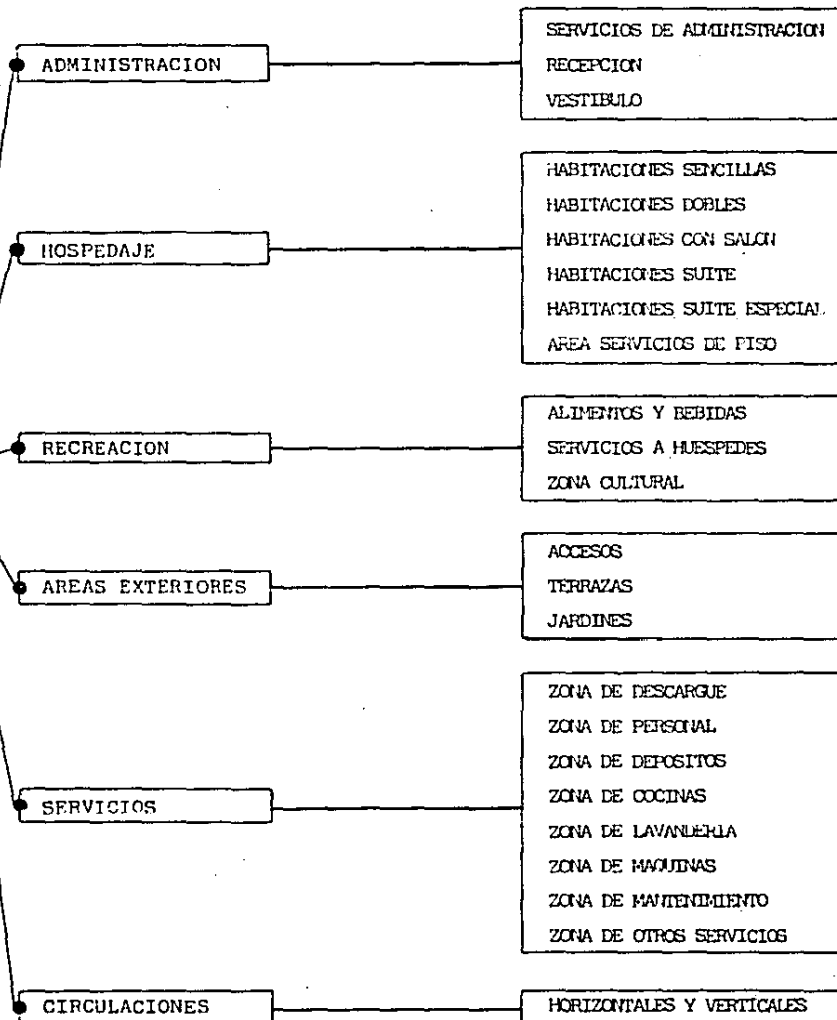 ADMINISTRACION
SERVICIOS DE ADMINISTRACION
RECEPCION
VESTIBULO
HOSPEDAJE
HABITACIONES SENCILLAS
HABITACIONES DOBLES
HABITACIONES CON SALON
HABITACIONES SUITE
HABITACIONES SUITE ESPECIAL
AREA SERVICIOS DE PISO
RECREACION
ALIMENTOS Y BEBIDAS
SERVICIOS A HUESPEDES
ZONA CULTURAL
AREAS EXTERIORES
ACCESOS
TERRAZAS
JARDINES
SERVICIOS
ZONA DE DESCARGUE
ZONA DE PERSONAL
ZONA DE DEPOSITOS
ZONA DE COCINAS
ZONA DE LAVANDERIA
ZONA DE MAQUINAS
ZONA DE MANTENIMIENTO
ZONA DE OTROS SERVICIOS
CIRCULACIONES
HORIZONTALES Y VERTICALES